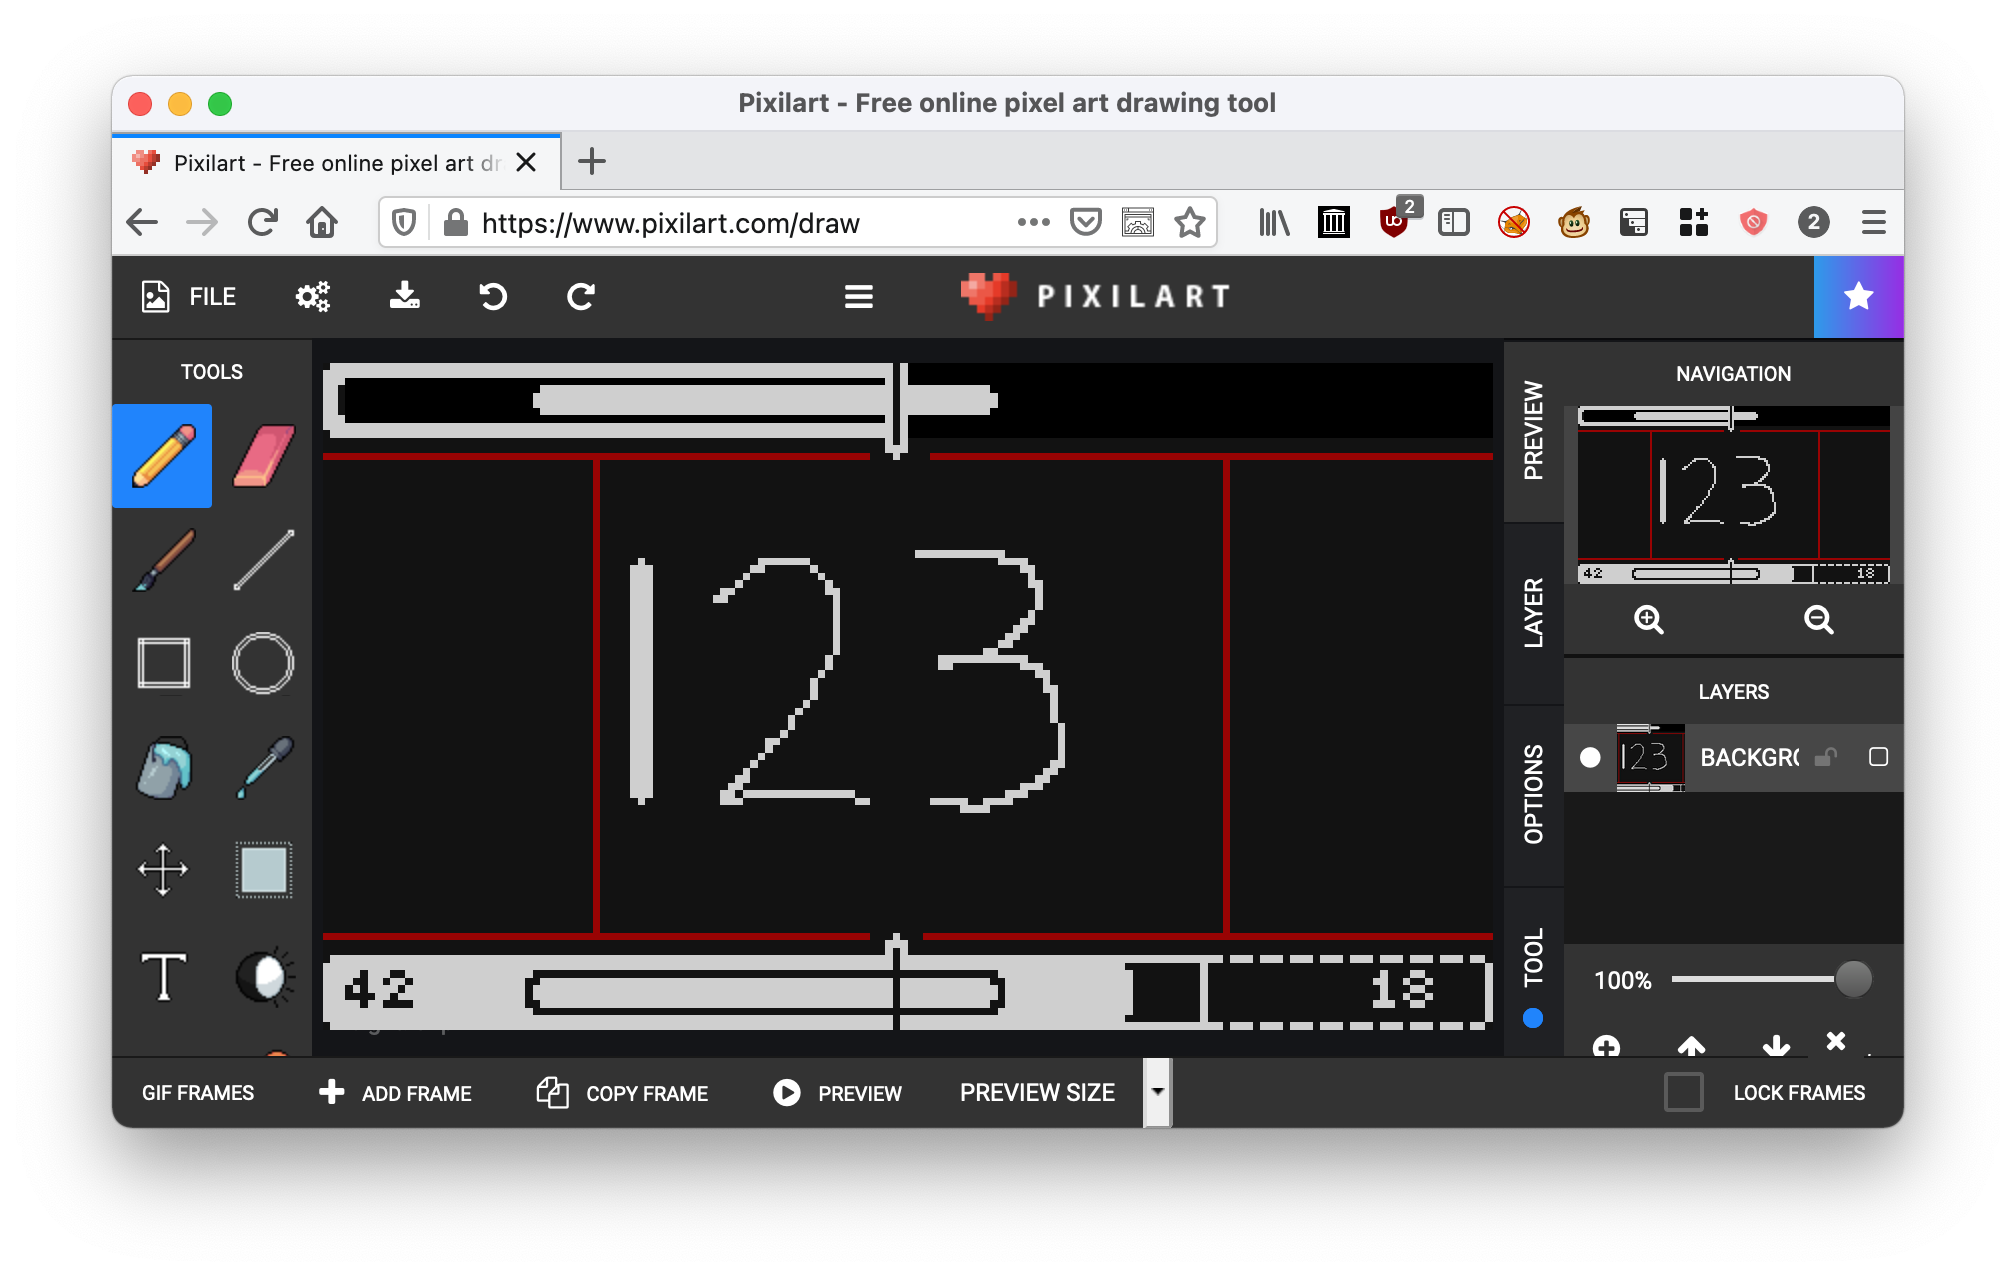 Pixilart - Free online pixel art drawing tool
Pixilart - Free online pixel art dr
https://www.pixilart.com/draw
2
2
FILE
PIXILART
TOOLS
PREVIEW
LAYER
OPTIONS
TOOL
NAVIGATION
123
123
42
18
42
18
LAYERS
123
BACKGR
100%
GIF FRAMES
ADD FRAME
COPY FRAME
PREVIEW
PREVIEW SIZE
LOCK FRAMES